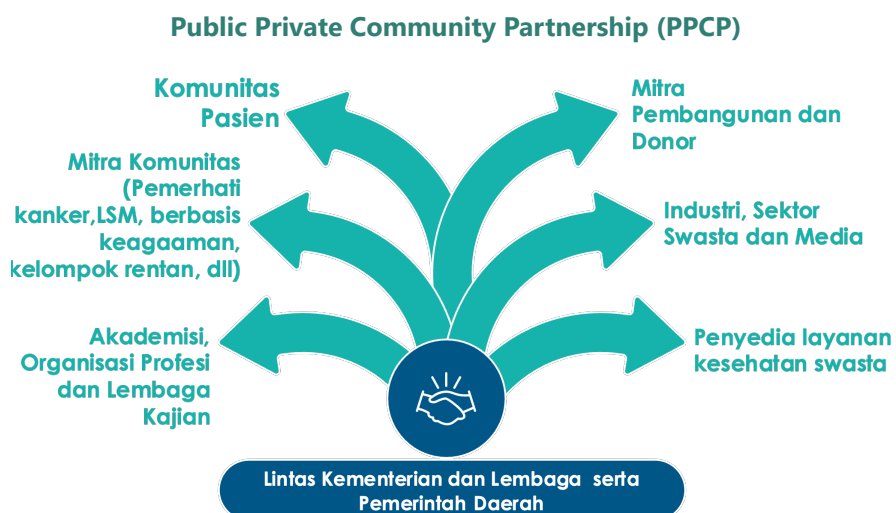 Public Private Community Partnership (PPCP)
Komunitas
Pasien
Mitra Komunitas
(Pemerhati
kanker,LSM, berbasis
keagaaman,
kelompok rentan, dll)
Akademisi,
Organisasi Profesi
dan Lembaga
Kajian
Mitra
Pembangunan dan
Donor
Industri, Sektor
Swasta dan Media
Penyedia layanan
kesehatan swasta
Lintas Kementerian dan Lembaga serta
Pemerintah Daerah